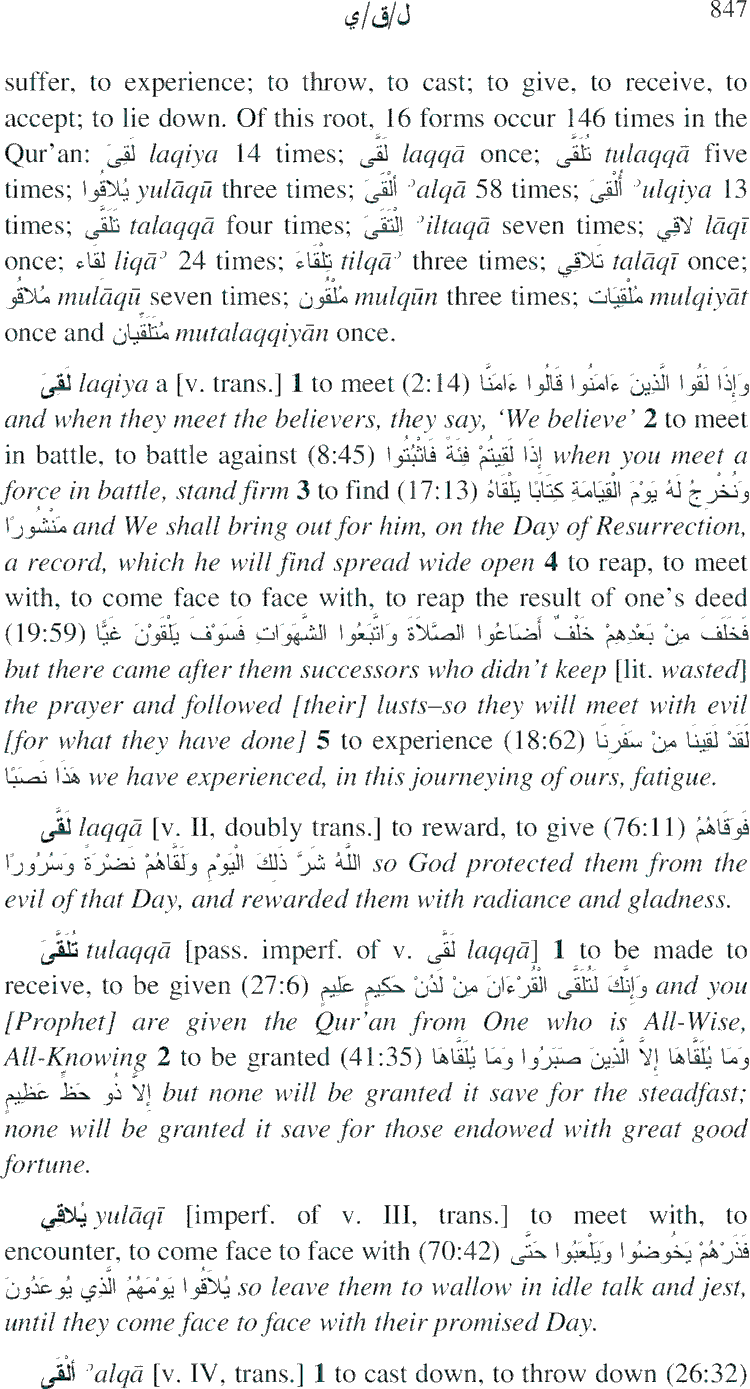 ل/ق/ي 847
suffer, to experience; to throw, to cast; to give, to receive, to
accept; to lie down. Of this root, 16 forms occur 146 times in the
Qur’an: لَقِىَ laqiya 14 times; لَقَّى laqqā once; تُلَقَّى tulaqqā five
times; يُلاقُوا yulāqū three times; أَلْقَىَ ʾalqā 58 times; أُلْقِىَ ʾulqiya 13
times; تَلَقَّى talaqqā four times; اِلْتَقَىَ ʾiltaqā seven times; لاقِي lāqī
once; لِقَاء liqāʾ 24 times; تِلْقَاءَ tilqāʾ three times; تَلاقِي talāqī once;
مُلاقُو mulāqū seven times; مُلْقُون mulqūn three times; مُلْقِيَات mulqiyāt
once and مُتَلَقِّيان mutalaqqiyān once.
لَقِىَ laqiya a [v. trans.] 1 to meet (2:14) وَإِذَا لَقُوا الَّذِينَ ءَامَنُوا قَالُوا ءَامَنَّا
and when they meet the believers, they say, ‘We believe’ 2 to meet
in battle, to battle against (8:45) إِذَا لَقِيتُمْ فِئَةً فَاثْبُتُوا when you meet a
force in battle, stand firm 3 to find (17:13) وَنُخْرِجُ لَهُ يَوْمَ الْقِيَامَةِ كِتَابًا يَلْقَاهُ
مَنْشُورًا and We shall bring out for him, on the Day of Resurrection,
a record, which he will find spread wide open 4 to reap, to meet
with, to come face to face with, to reap the result of one’s deed
(19:59) فَخَلَفَ مِنْ بَعْدِهِمْ خَلْفٌ أَضَاعُوا الصَّلاَةَ وَاتَّبَعُوا الشَّهَوَاتِ فَسَوْفَ يَلْقَوْنَ غَيًّا
but there came after them successors who didn’t keep [lit. wasted]
the prayer and followed [their] lusts–so they will meet with evil
[for what they have done] 5 to experience (18:62) لَقَدْ لَقِينَا مِنْ سَفَرِنَا
هَذَا نَصَبًا we have experienced, in this journeying of ours, fatigue.
لَقَّى laqqā [v. II, doubly trans.] to reward, to give (76:11) فَوَقَاهُمُ
اللَّهُ شَرَّ ذَلِكَ الْيَوْمِ وَلَقَّاهُمْ نَضْرَةً وَسُرُورًا so God protected them from the
evil of that Day, and rewarded them with radiance and gladness.
تُلَقَّىَ tulaqqā [pass. imperf. of v. لَقَّى laqqā] 1 to be made to
receive, to be given (27:6) وَإِنَّكَ لَتُلَقَّى الْقُرْءَانَ مِنْ لَدُنْ حَكِيمٍ عَلِيمٍ and you
[Prophet] are given the Qur’an from One who is All-Wise,
All-Knowing 2 to be granted (41:35) وَمَا يُلَقَّاهَا إِلاَّ الَّذِينَ صَبَرُوا وَمَا يُلَقَّاهَا
إِلاَّ ذُو حَظٍّ عَظِيمٍ but none will be granted it save for the steadfast;
none will be granted it save for those endowed with great good
fortune.
يُلاقِي yulāqī [imperf. of v. III, trans.] to meet with, to
encounter, to come face to face with (70:42) فَذَرْهُمْ يَخُوضُوا وَيَلْعَبُوا حَتَّى
يُلاَقُوا يَوْمَهُمُ الَّذِي يُوعَدُونَ so leave them to wallow in idle talk and jest,
until they come face to face with their promised Day.
أَلْقَى ʾalqā [v. IV, trans.] 1 to cast down, to throw down (26:32)